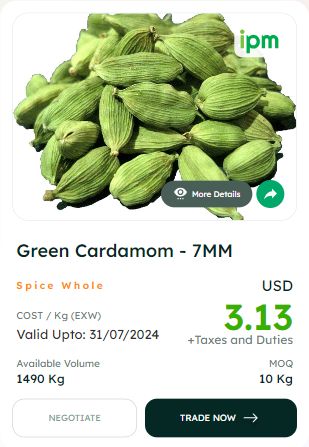 ipm
More Details
Green Cardamom - 7MM
Spice Whole
USD
COST / Kg (EXW)
3.13
Valid Upto: 31/07/2024
+Taxes and Duties
Available Volume
MOQ
1490 Kg
10 Kg
NEGOTIATE
TRADE NOW